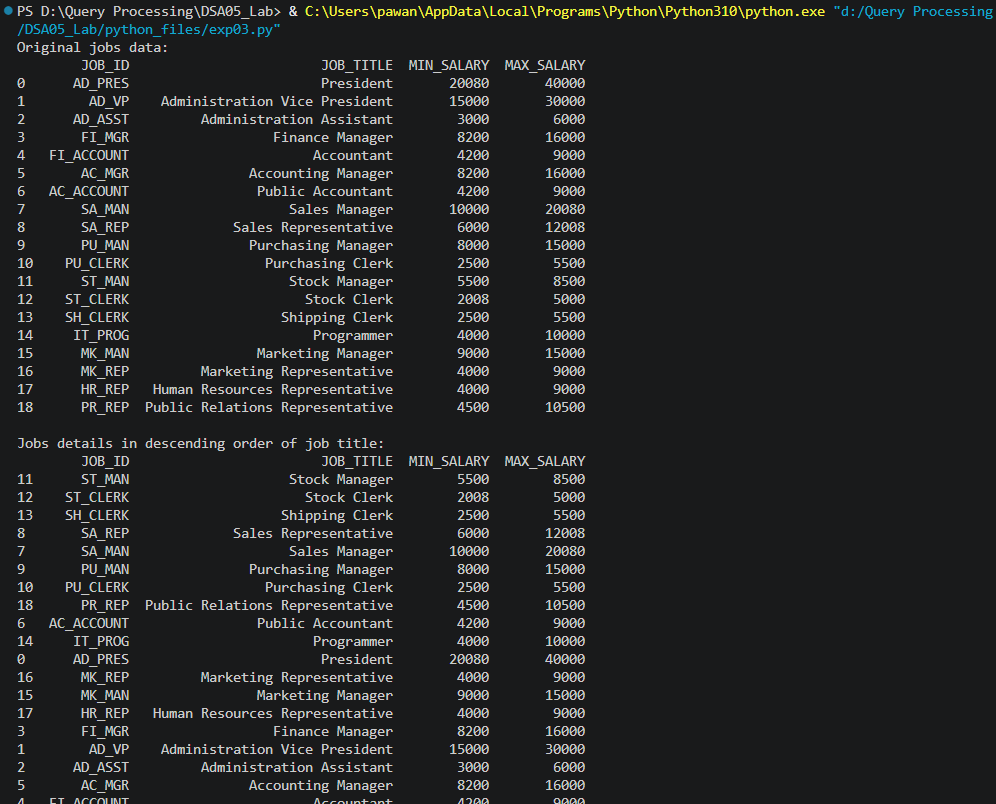 PS D:\Query Processing\DSA05_Lab> & C:\Users\pawan\AppData\Local\Programs\Python\Python310\python.exe "d:/Query Processing
/DSA05_Lab/python_files/exp03.py"
Original jobs data:
JOB_ID JOB_TITLE MIN_SALARY MAX_SALARY
0 AD_PRES President 20080 40000
1 AD_VP Administration Vice President 15000 30000
2 AD_ASST Administration Assistant 3000 6000
3 FI_MGR Finance Manager 8200 16000
4 FI_ACCOUNT Accountant 4200 9000
5 AC_MGR Accounting Manager 8200 16000
6 AC_ACCOUNT Public Accountant 4200 9000
7 SA_MAN Sales Manager 10000 20080
8 SA_REP Sales Representative 6000 12008
9 PU_MAN Purchasing Manager 8000 15000
10 PU_CLERK Purchasing Clerk 2500 5500
11 ST_MAN Stock Manager 5500 8500
12 ST_CLERK Stock Clerk 2008 5000
13 SH_CLERK Shipping Clerk 2500 5500
14 IT_PROG Programmer 4000 10000
15 MK_MAN Marketing Manager 9000 15000
16 MK_REP Marketing Representative 4000 9000
17 HR_REP Human Resources Representative 4000 9000
18 PR_REP Public Relations Representative 4500 10500
Jobs details in descending order of job title:
JOB_ID JOB_TITLE MIN_SALARY MAX_SALARY
11 ST_MAN Stock Manager 5500 8500
12 ST_CLERK Stock Clerk 2008 5000
13 SH_CLERK Shipping Clerk 2500 5500
8 SA_REP Sales Representative 6000 12008
7 SA_MAN Sales Manager 10000 20080
9 PU_MAN Purchasing Manager 8000 15000
10 PU_CLERK Purchasing Clerk 2500 5500
18 PR_REP Public Relations Representative 4500 10500
6 AC_ACCOUNT Public Accountant 4200 9000
14 IT_PROG Programmer 4000 10000
0 AD_PRES President 20080 40000
16 MK_REP Marketing Representative 4000 9000
15 MK_MAN Marketing Manager 9000 15000
17 HR_REP Human Resources Representative 4000 9000
3 FI_MGR Finance Manager 8200 16000
1 AD_VP Administration Vice President 15000 30000
2 AD_ASST Administration Assistant 3000 6000
5 AC_MGR Accounting Manager 8200 16000
4 FI_ACCOUNT Accountant 4200 9000